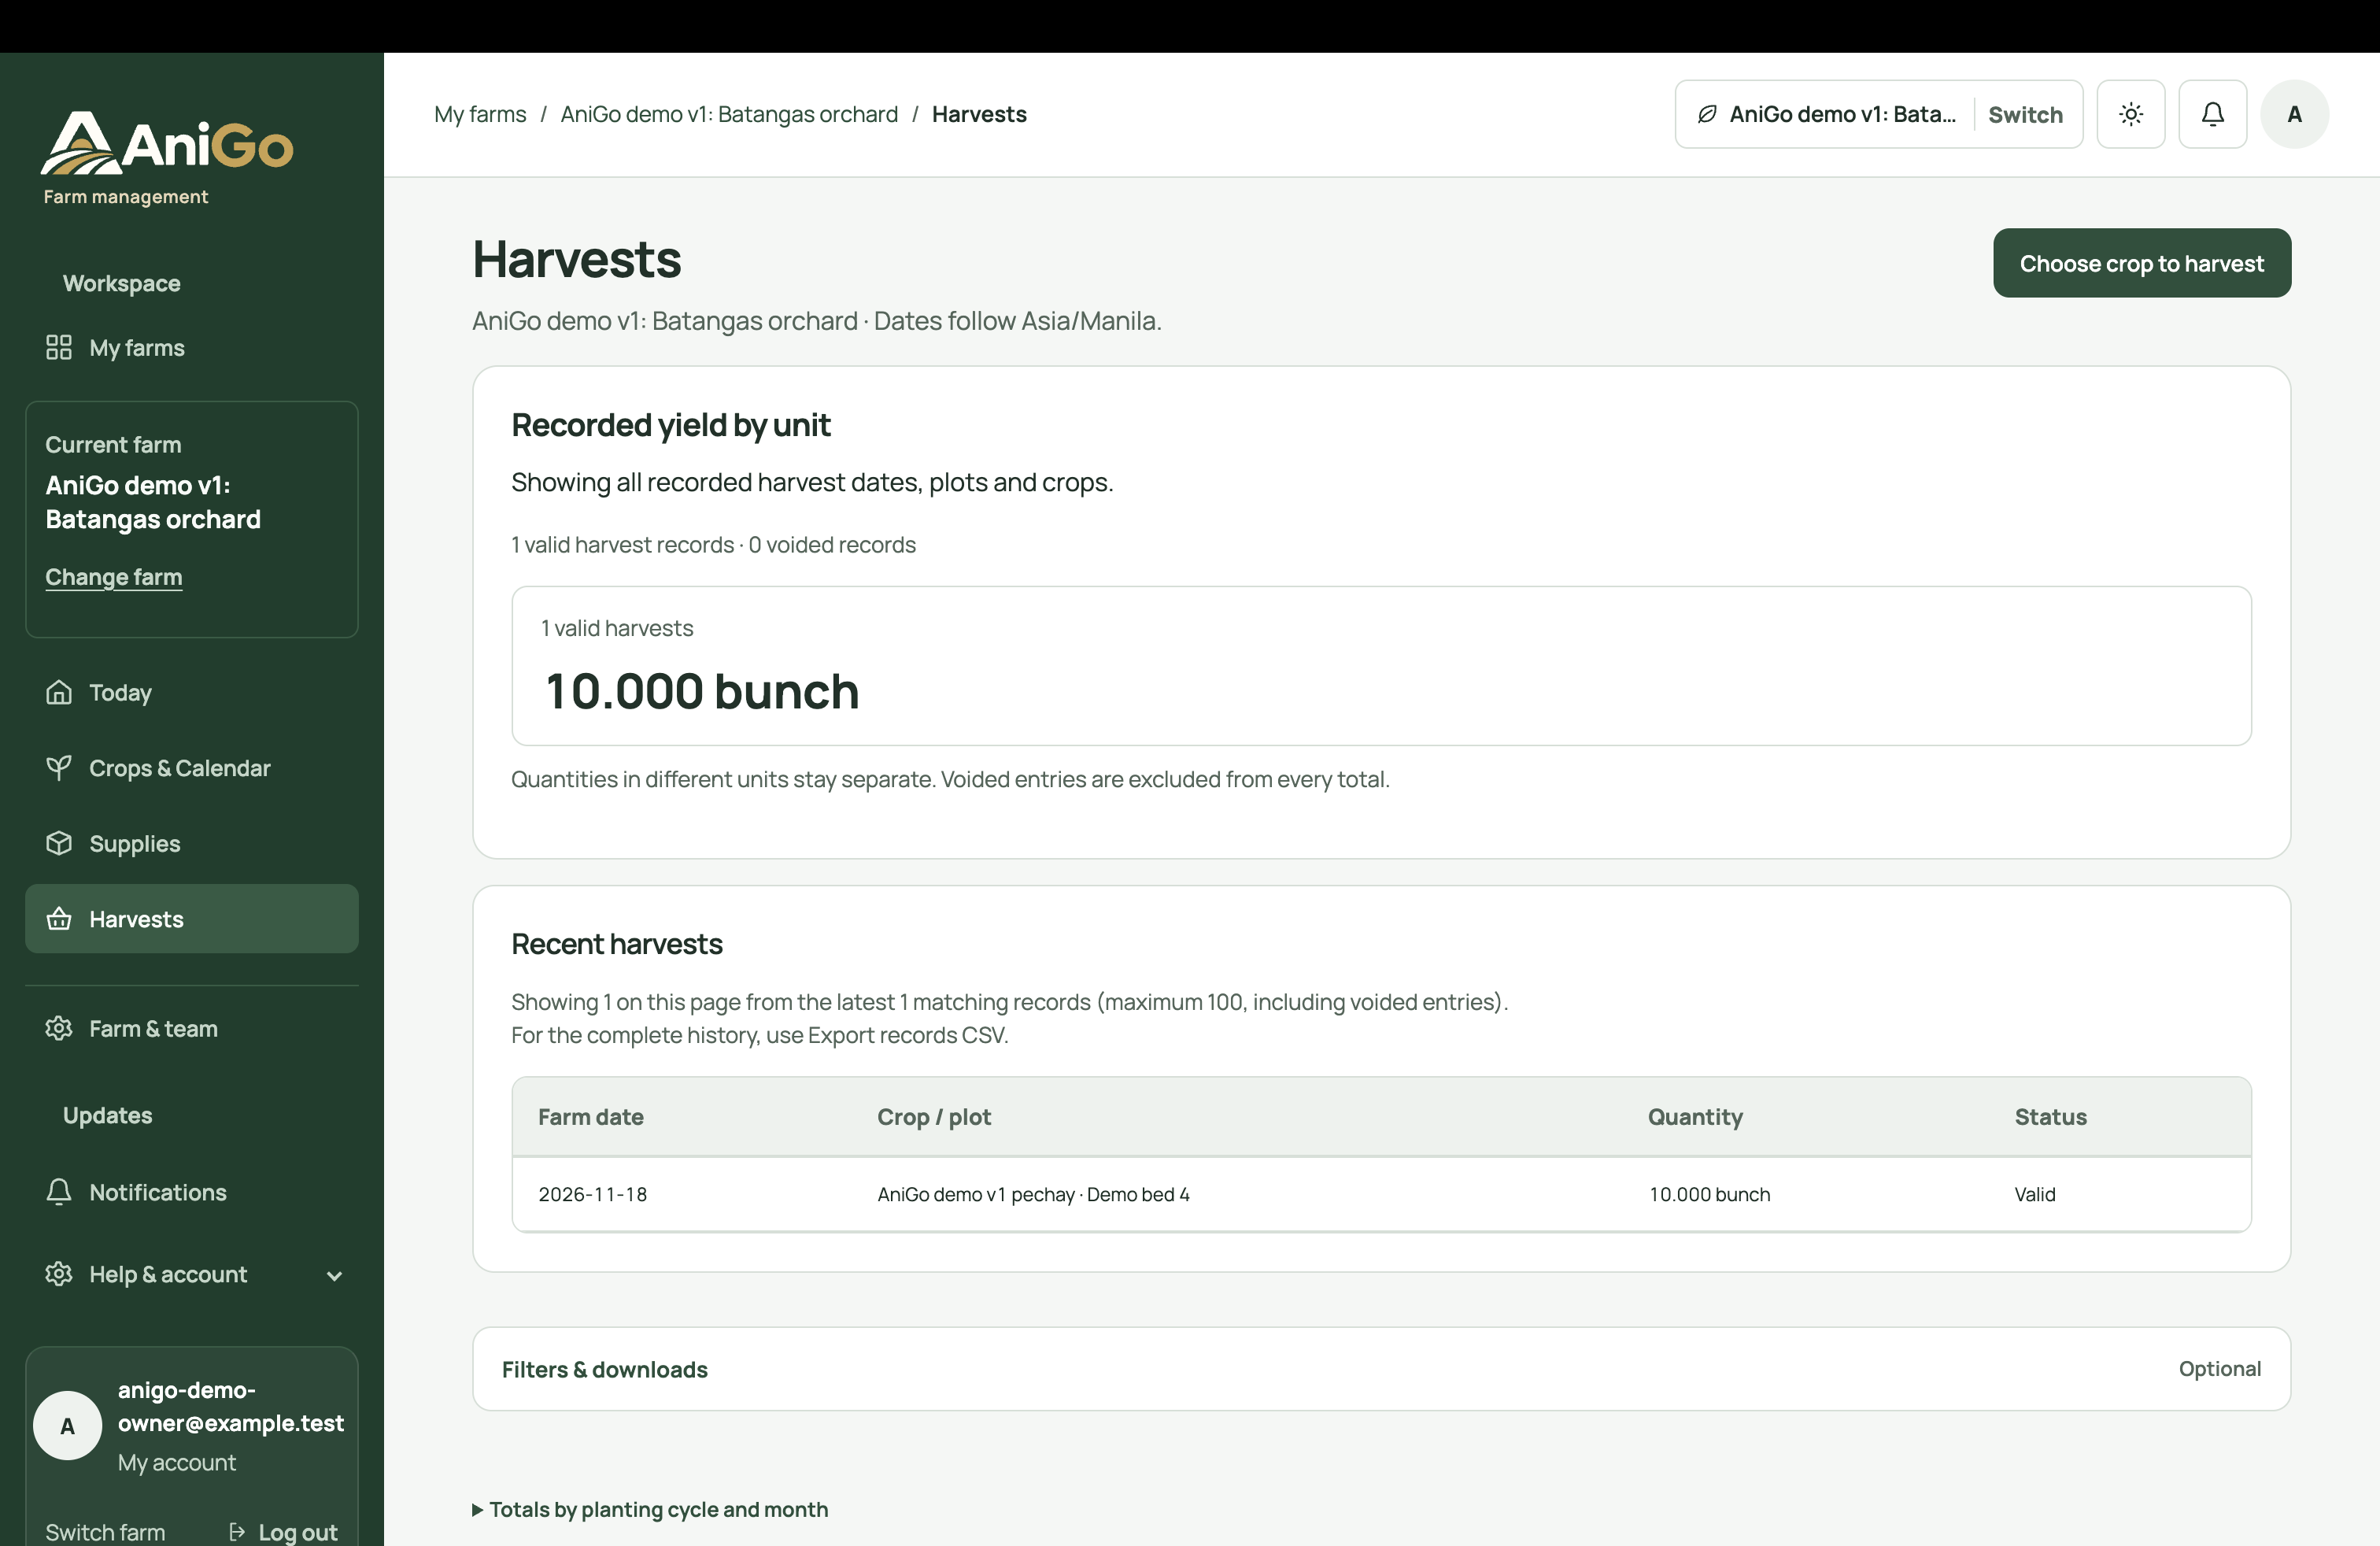 AniGo
Farm management
Workspace
My farms
Current farm
AniGo demo v1:
Batangas orchard
Change farm
Today
Crops & Calendar
Supplies
Harvests
Farm & team
Updates
Notifications
Help & account
A
anigo-demo-
owner@example.test
My account
Switch farm
Log out
My farms / AniGo demo v1: Batangas orchard / Harvests
AniGo demo v1: Bata... Switch
A
Harvests
Choose crop to harvest
AniGo demo v1: Batangas orchard · Dates follow Asia/Manila.
Recorded yield by unit
Showing all recorded harvest dates, plots and crops.
1 valid harvest records · 0 voided records
1 valid harvests
10.000 bunch
Quantities in different units stay separate. Voided entries are excluded from every total.
Recent harvests
Showing 1 on this page from the latest 1 matching records (maximum 100, including voided entries).
For the complete history, use Export records CSV.
Farm date Crop / plot Quantity Status
2026-11-18 AniGo demo v1 pechay · Demo bed 4 10.000 bunch Valid
Filters & downloads Optional
Totals by planting cycle and month